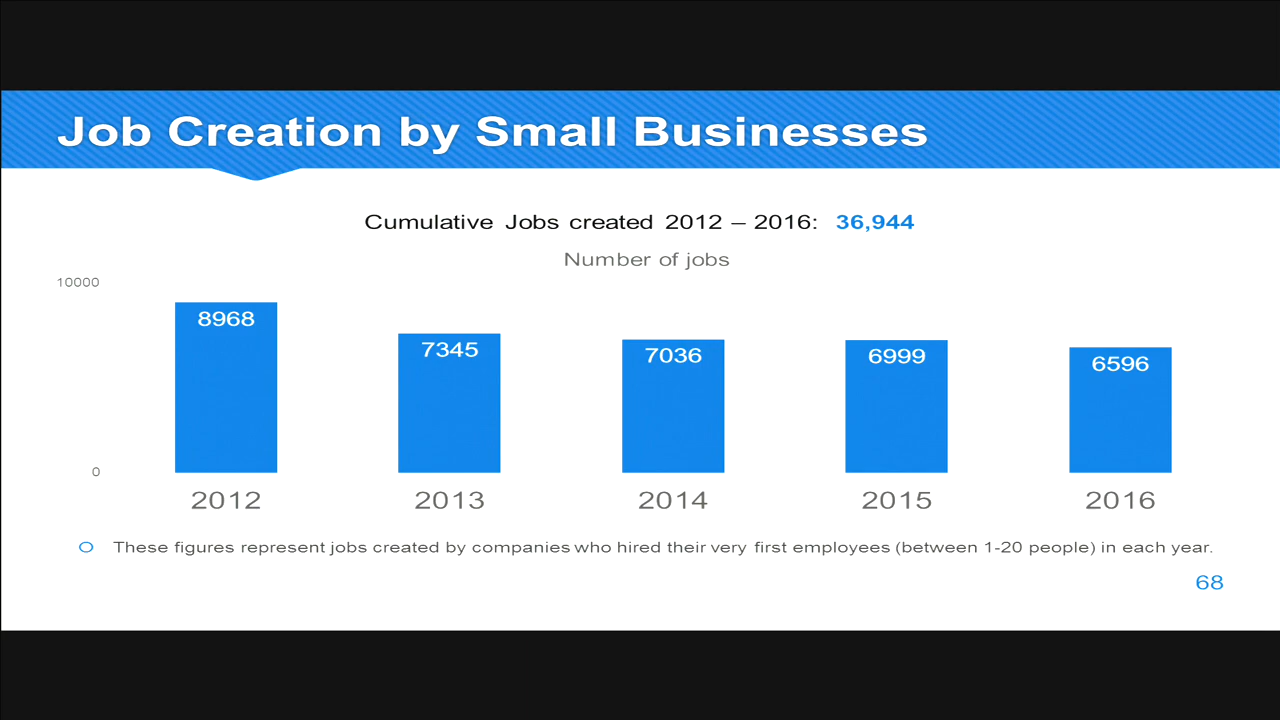 Job Creation by Small Businesses
Cumulative Jobs created 2012 – 2016: 36,944
Number of jobs
10000
8968
7345
7036
6999
6596
0
2012 2013 2014 2015 2016
These figures represent jobs created by companies who hired their very first employees (between 1-20 people) in each year.
68